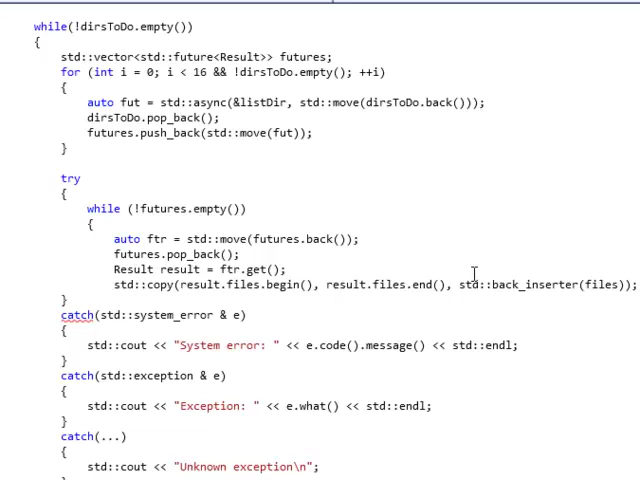 while(!dirsToDo.empty())
{
std::vector<std::future<Result>> futures;
for (int i = 0; i < 16 && !dirsToDo.empty(); ++i)
{
auto fut = std::async(&listDir, std::move(dirsToDo.back()));
dirsToDo.pop_back();
futures.push_back(std::move(fut));
}
try
{
while (!futures.empty())
{
auto ftr = std::move(futures.back());
futures.pop_back();
Result result = ftr.get();
std::copy(result.files.begin(), result.files.end(), std::back_inserter(files));
}
catch(std::system_error & e)
{
std::cout << "System error: " << e.code().message() << std::endl;
}
catch(std::exception & e)
{
std::cout << "Exception: " << e.what() << std::endl;
}
catch(...)
{
std::cout << "Unknown exception\n";
}